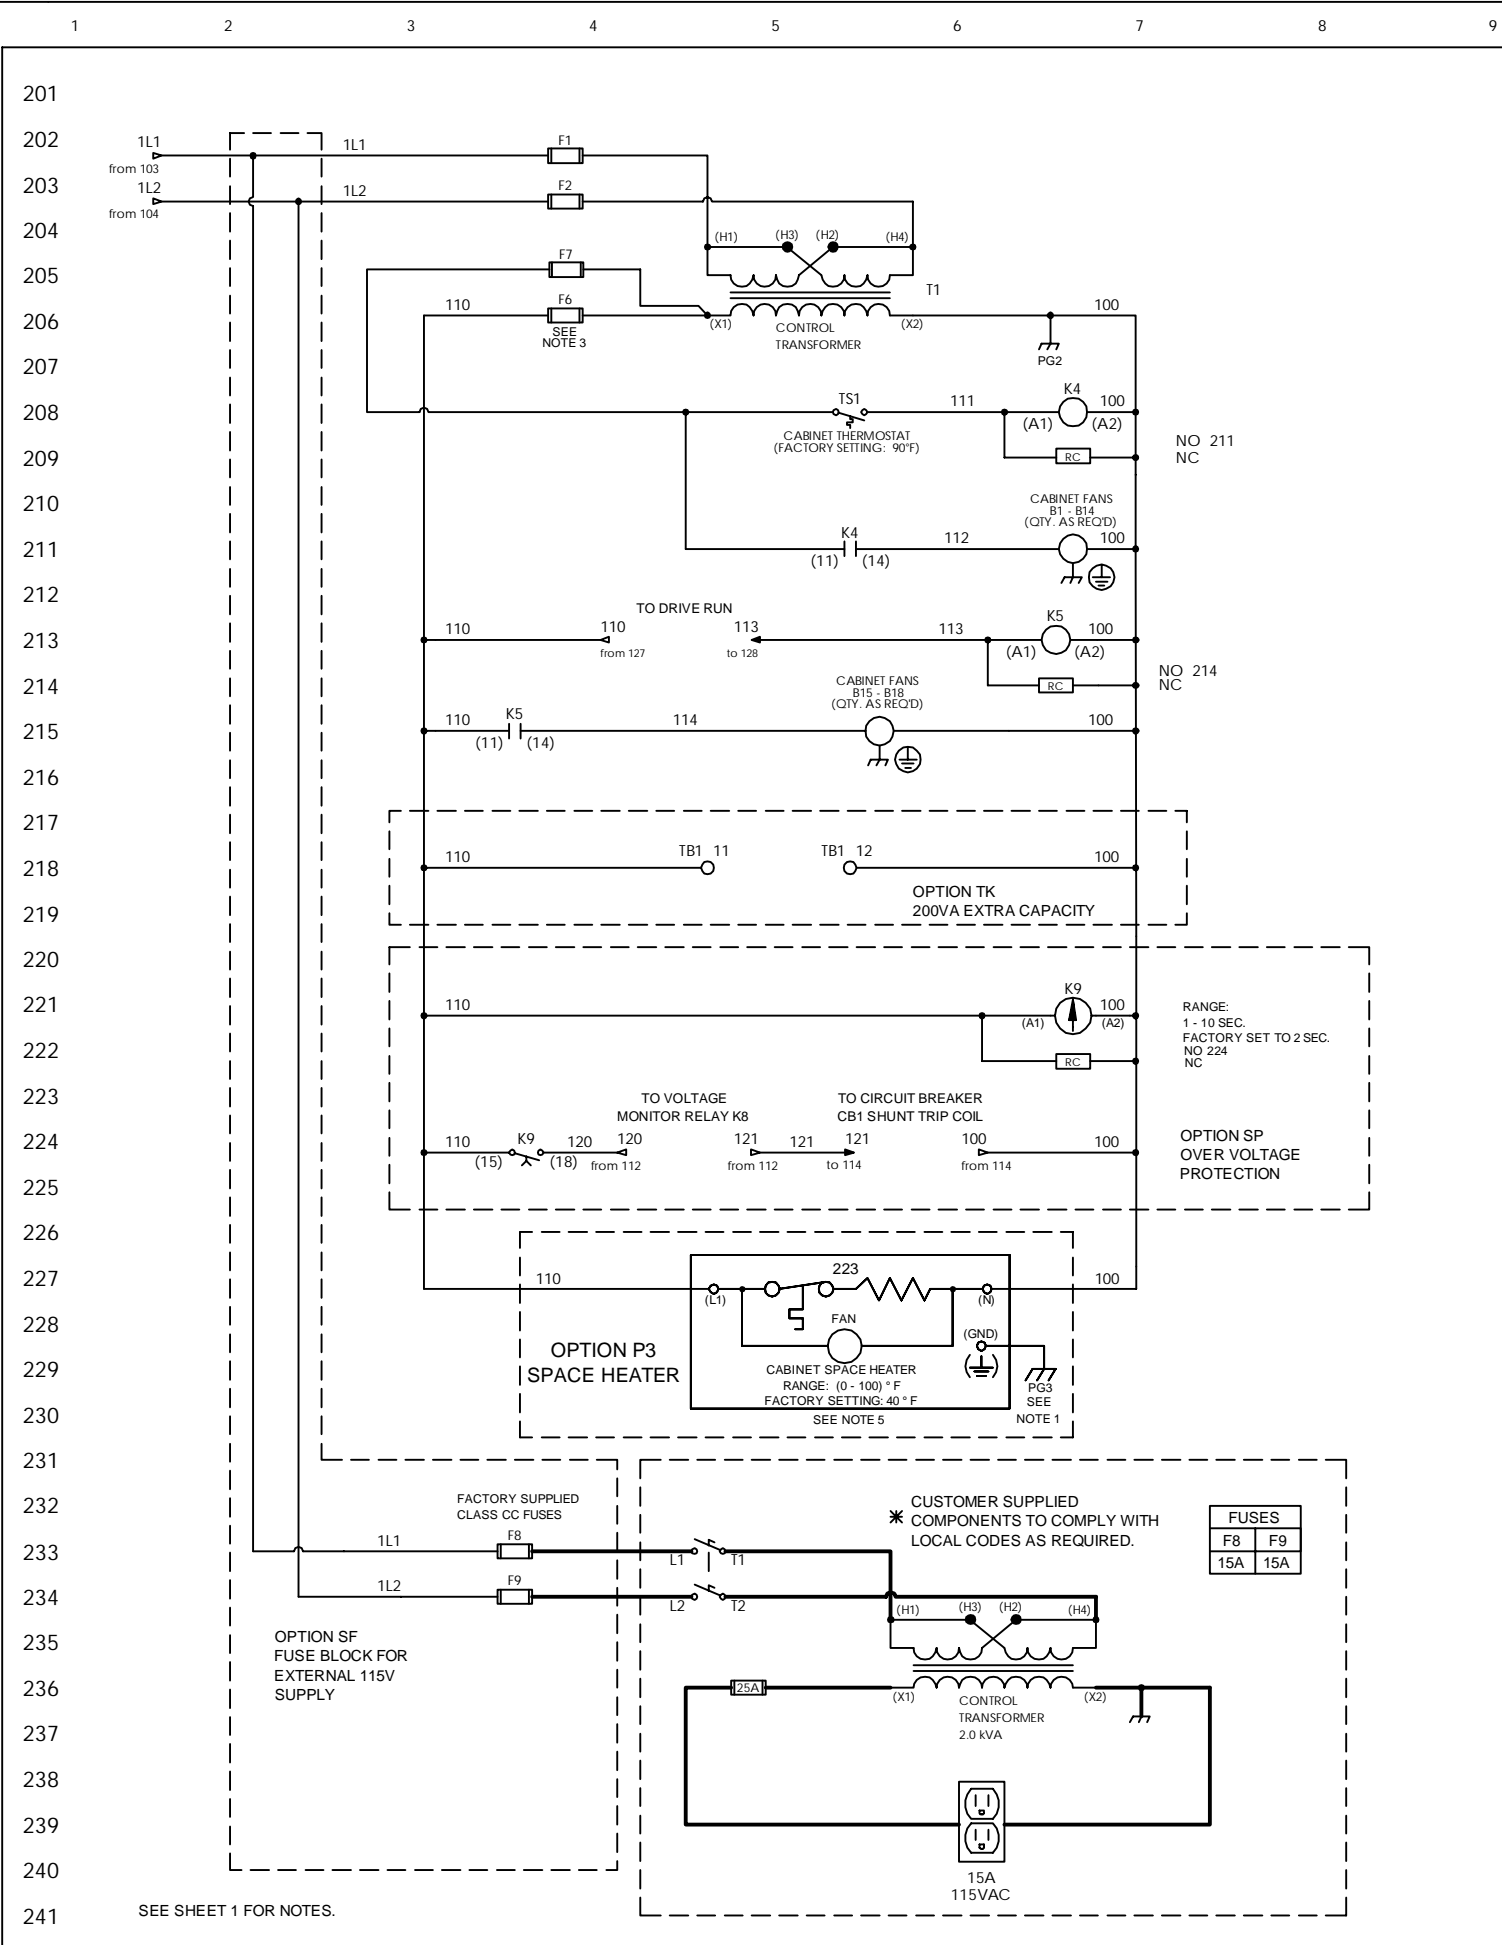 1 2 3 4 5 6 7 8 9
201
202 1L1 1L1 F1
from 103
203 1L2 1L2 F2
from 104
204 (H1) (H3) (H2) (H4)
F7
205 T1
206 110 F6 (X1) (X2) 100
SEE
NOTE 3
CONTROL
TRANSFORMER
207 PG2
208 TS1 111 K4 100
(A1) (A2)
CABINET THERMOSTAT
(FACTORY SETTING: 90°F)
NO 211
209 RC NC
210 CABINET FANS
B1 - B14
(QTY. AS REQ'D)
211 K4 112 100
(11) (14)
212
TO DRIVE RUN
213 110 110 113 113 K5 100
from 127 to 128 (A1) (A2)
NO 214
214 RC NC
CABINET FANS
B15 - B18
(QTY. AS REQ'D)
215 110 K5 114 100
(11) (14)
216
217
218 110 TB1 11 TB1 12 100
OPTION TK
219 200VA EXTRA CAPACITY
220
221 110 K9 100
(A1) (A2)
RANGE:
1 - 10 SEC.
FACTORY SET TO 2 SEC.
222 NO 224
RC NC
223 TO VOLTAGE TO CIRCUIT BREAKER
MONITOR RELAY K8 CB1 SHUNT TRIP COIL
224 110 K9 120 120 121 121 121 100 100
(15) (18) from 112 from 112 to 114 from 114
OPTION SP
OVER VOLTAGE
PROTECTION
225
226
227 110 223 100
(L1) (N)
228 FAN (GND)
OPTION P3
229 SPACE HEATER
CABINET SPACE HEATER
RANGE: (0 - 100) ° F
FACTORY SETTING: 40 ° F
PG3
SEE
NOTE 1
230 SEE NOTE 5
231
232 FACTORY SUPPLIED
CLASS CC FUSES
CUSTOMER SUPPLIED
COMPONENTS TO COMPLY WITH
LOCAL CODES AS REQUIRED.
FUSES
F8 F9
15A 15A
233 1L1 F8 L1 T1
234 1L2 F9 L2 T2
(H1) (H3) (H2) (H4)
235 OPTION SF
FUSE BLOCK FOR
EXTERNAL 115V
SUPPLY
236 25A (X1) (X2)
CONTROL
TRANSFORMER
2.0 kVA
237
238
239
240
15A
115VAC
241 SEE SHEET 1 FOR NOTES.